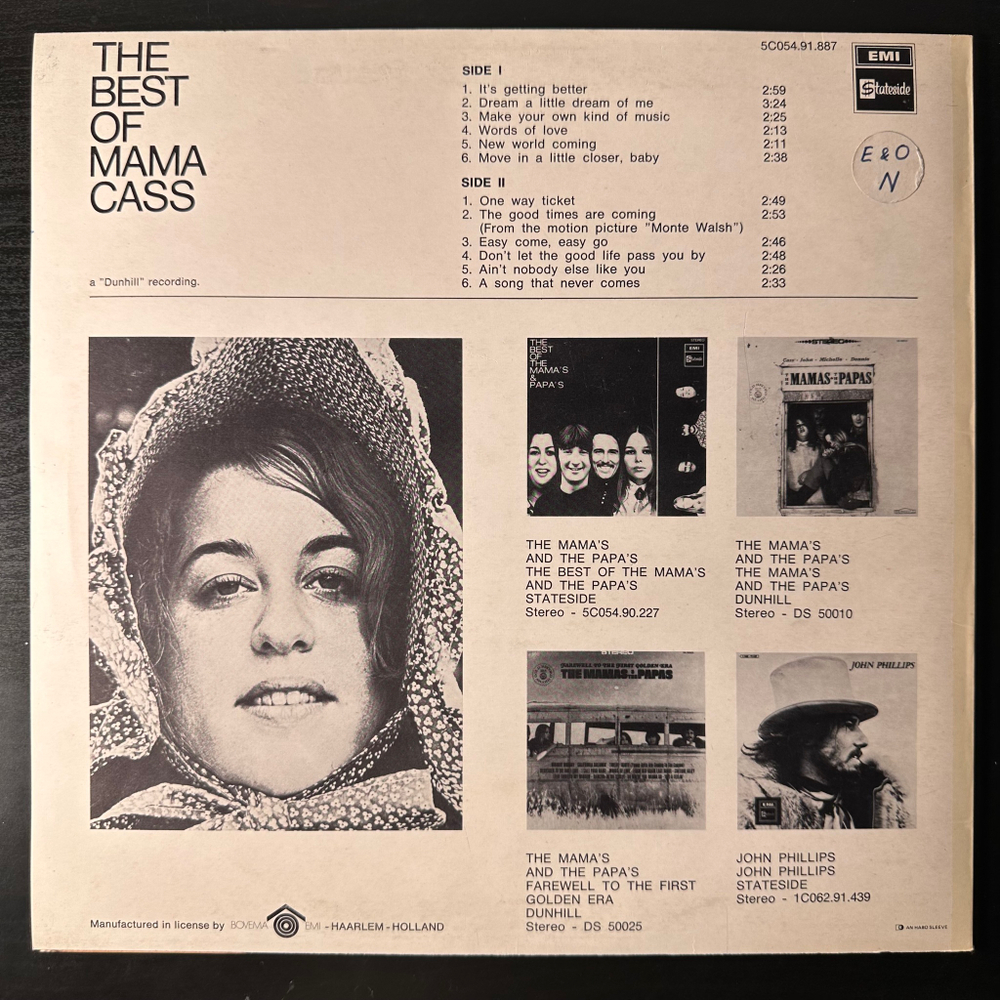 THE
BEST
OF
MAMA
CASS
5C054.91.887
EMI
Stateside
E & O
N
SIDE I
1. It's getting better 2:59
2. Dream a little dream of me 3:24
3. Make your own kind of music 2:25
4. Words of love 2:13
5. New world coming 2:11
6. Move in a little closer, baby 2:38
SIDE II
1. One way ticket 2:49
2. The good times are coming 2:53
(From the motion picture "Monte Walsh")
3. Easy come, easy go 2:46
4. Don't let the good life pass you by 2:48
5. Ain't nobody else like you 2:26
6. A song that never comes 2:33
a "Dunhill" recording.
THE
BEST
OF
THE
MAMA'S
&
PAPA'S
EMI
Cass - John - Michelle - Dennie
THE MAMAS AND THE PAPAS
THE MAMA'S
AND THE PAPA'S
THE BEST OF THE MAMA'S
AND THE PAPA'S
STATESIDE
Stereo - 5C054.90.227
THE MAMA'S
AND THE PAPA'S
THE MAMA'S
AND THE PAPA'S
DUNHILL
Stereo - DS 50010
STEREO
FAREWELL TO THE FIRST GOLDEN ERA
THE MAMAS & THE PAPAS
JOHN PHILLIPS
THE MAMA'S
AND THE PAPA'S
FAREWELL TO THE FIRST
GOLDEN ERA
DUNHILL
Stereo - DS 50025
JOHN PHILLIPS
JOHN PHILLIPS
STATESIDE
Stereo - 1C062.91.439
Manufactured in license by BOVEMA EMI - HAARLEM - HOLLAND
AN HABO SLEEVE